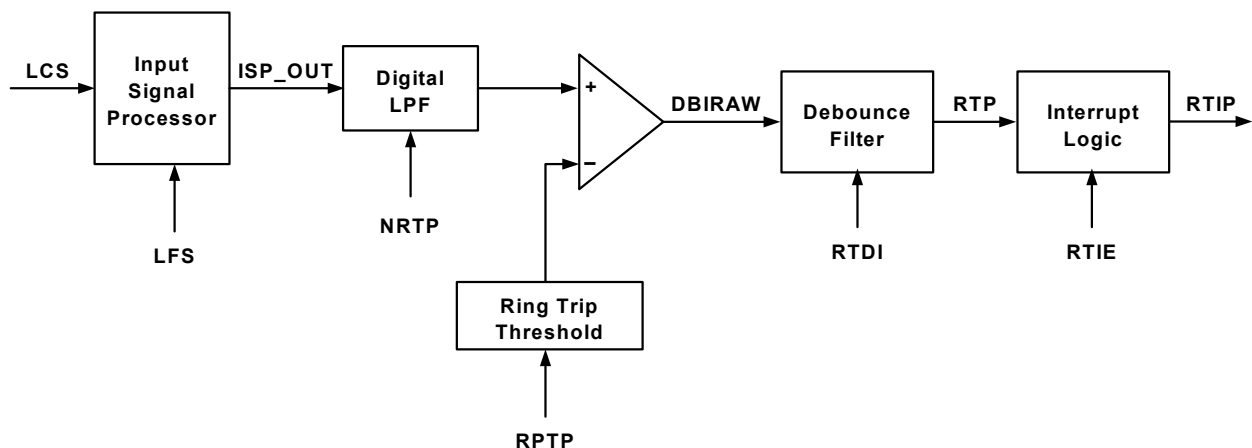 LCS
Input
Signal
Processor
ISP_OUT
Digital
LPF
+
−
DBIRAW
Debounce
Filter
RTP
Interrupt
Logic
RTIP
LFS
NRTP
RTDI
RTIE
Ring Trip
Threshold
RPTP